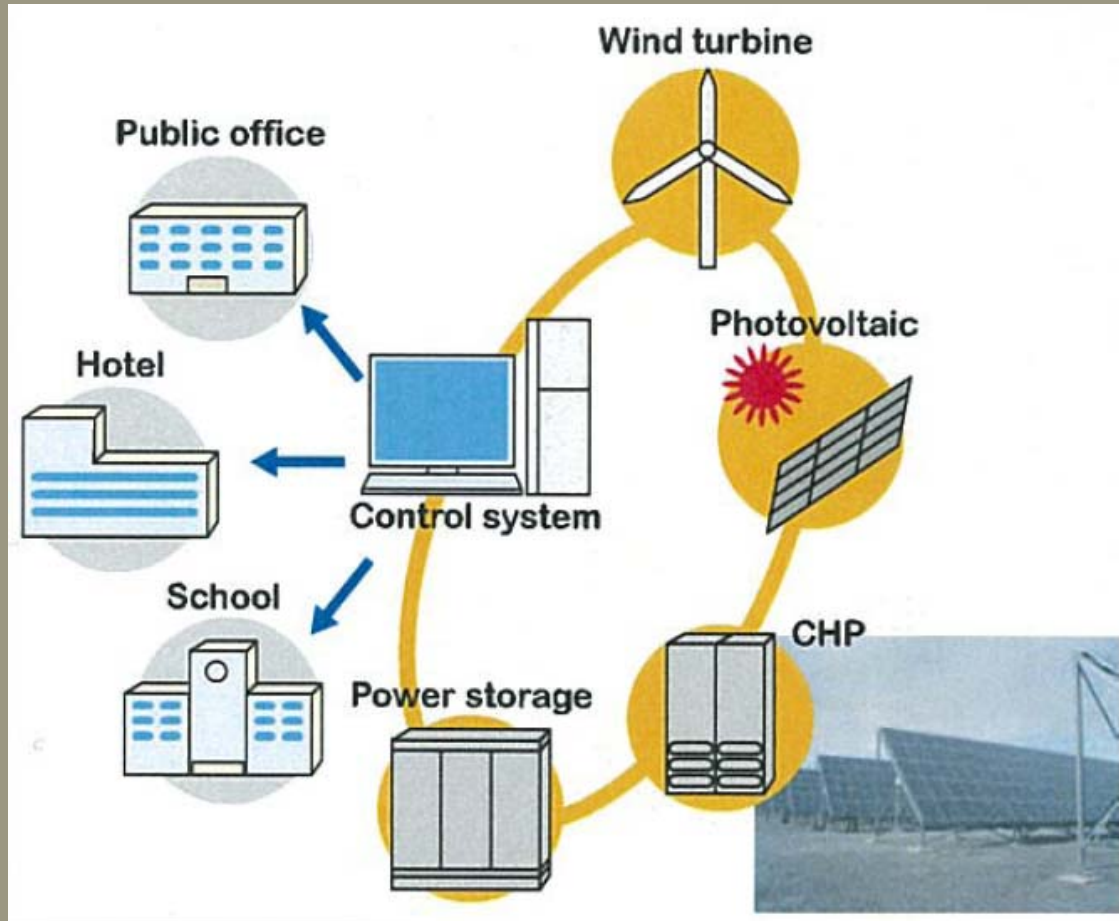 Wind turbine
Public office
Photovoltaic
Hotel
Control system
School
CHP
Power storage